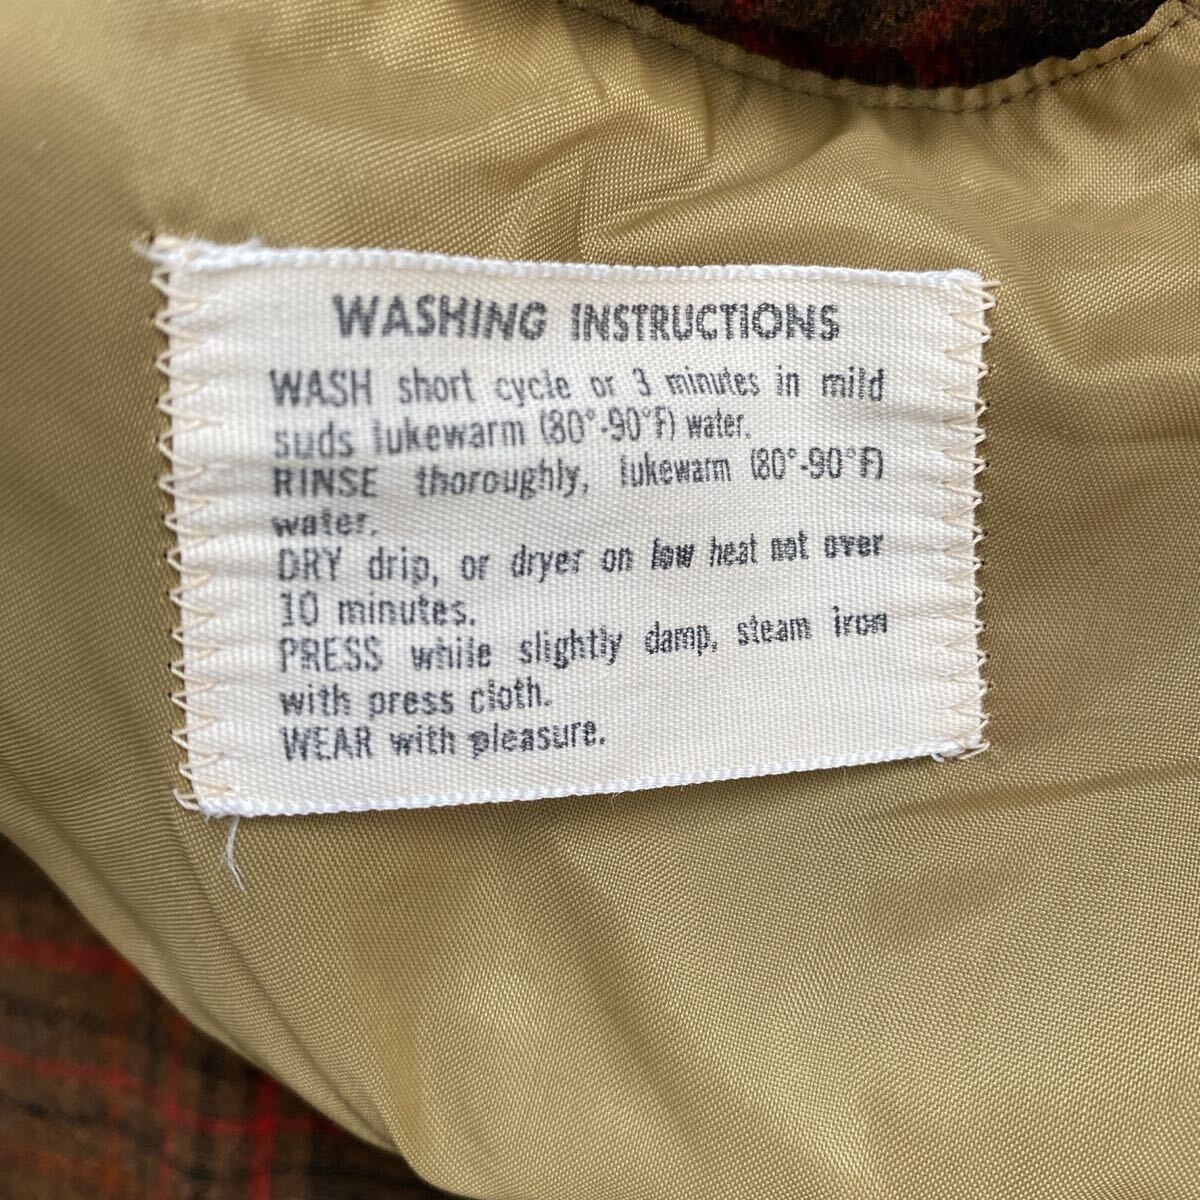 WASHING INSTRUCTIONS
WASH short cycle or 3 minutes in mild
suds lukewarm (80°-90°F) water.
RINSE thoroughly, lukewarm (80°-90°F)
water.
DRY drip, or dryer on low heat not over
10 minutes.
PRESS while slightly damp, steam iron
with press cloth.
WEAR with pleasure.